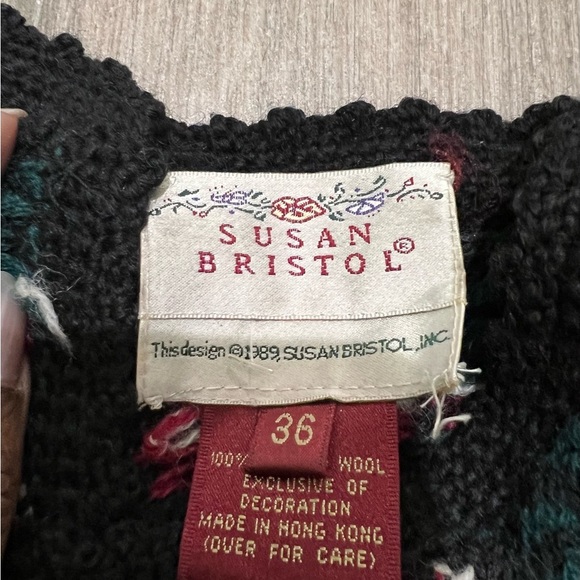 SUSAN
BRISTOL®
This design ©1989, SUSAN BRISTOL, INC.
36
100% WOOL
EXCLUSIVE OF
DECORATION
MADE IN HONG KONG
(OVER FOR CARE)